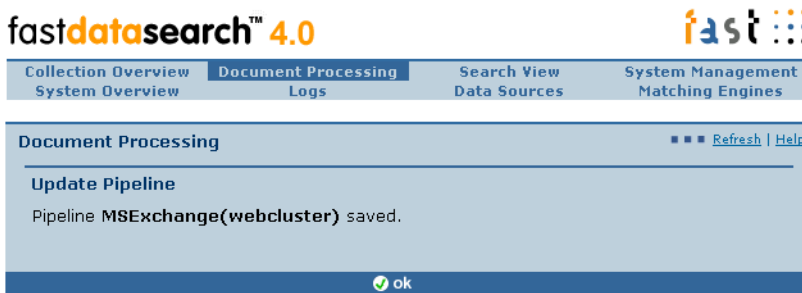 fastdatasearch™ 4.0 fast
Collection Overview Document Processing Search View System Management
System Overview Logs Data Sources Matching Engines
Document Processing Refresh | Help
Update Pipeline
Pipeline MSExchange(webcluster) saved.
ok